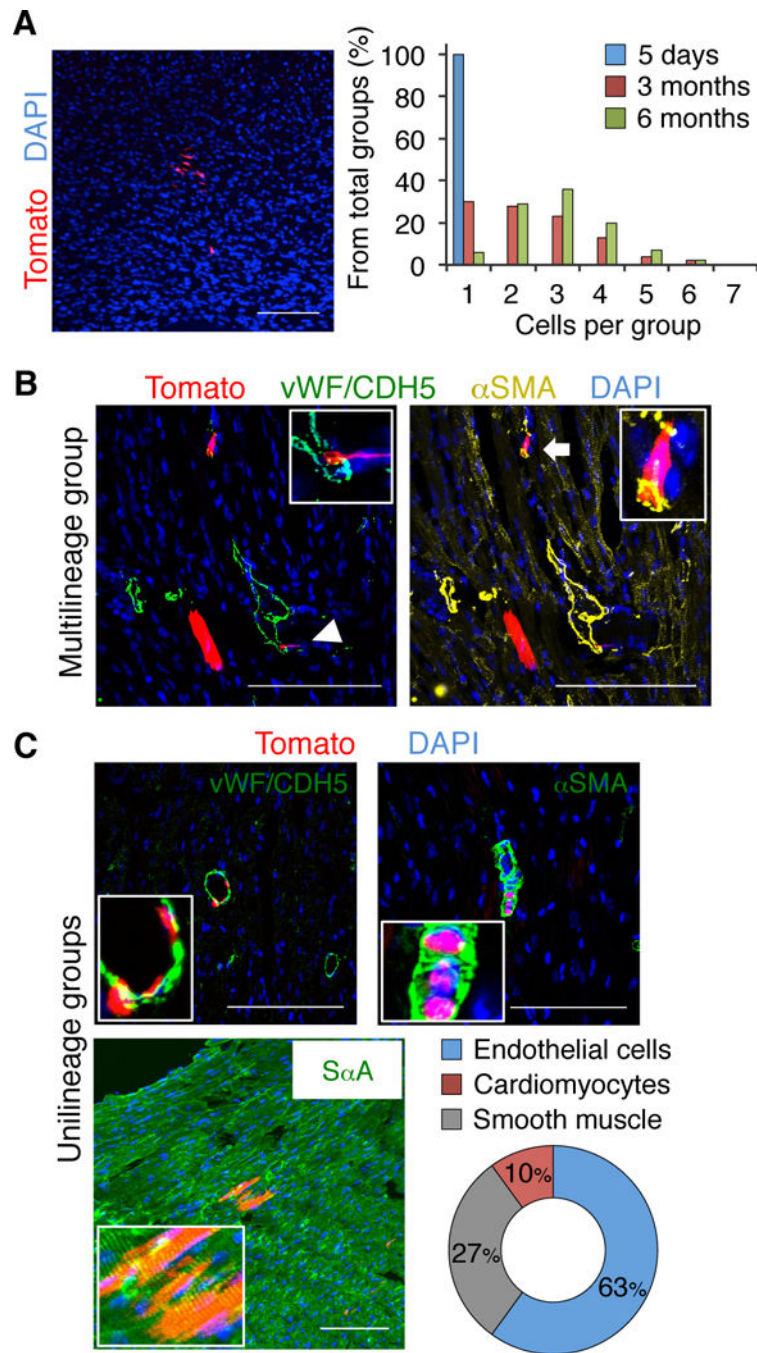 A
Tomato DAPI
From total groups (%)
100
80
60
40
20
0
5 days
3 months
6 months
1 2 3 4 5 6 7
Cells per group
B
Tomato vWF/CDH5 αSMA DAPI
Multilineage group
C
Tomato DAPI
Unilineage groups
vWF/CDH5
αSMA
SαA
Endothelial cells
Cardiomyocytes
Smooth muscle
10%
27%
63%